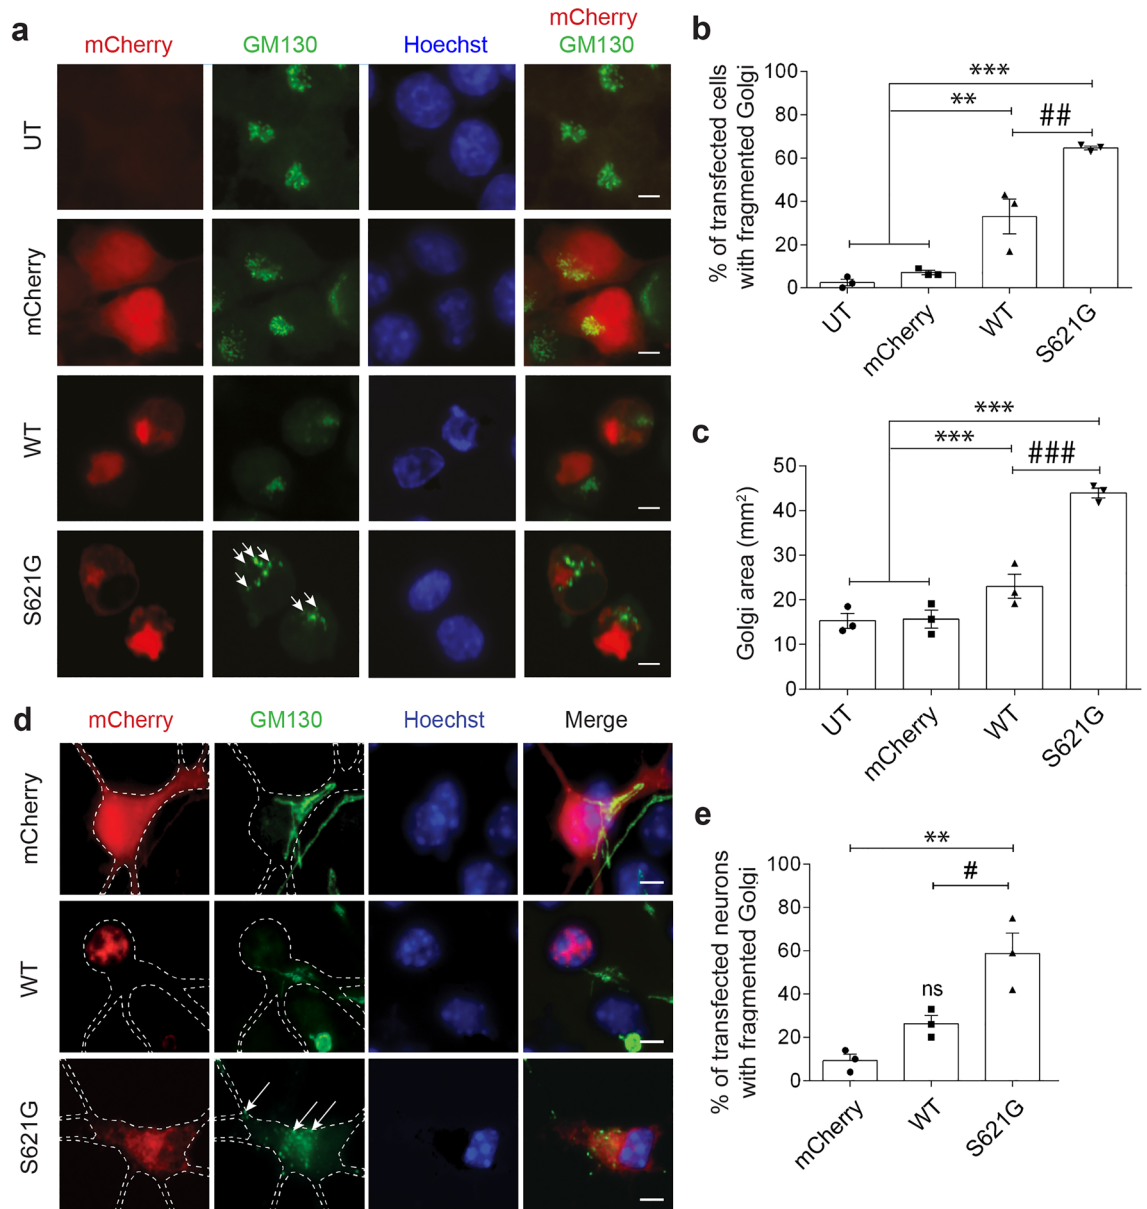 a
mCherry GM130 Hoechst mCherry
GM130
UT
mCherry
WT
S621G
b
% of transfected cells
with fragmented Golgi
100
80
60
40
20
0
***
**
##
UT mCherry WT S621G
c
Golgi area (mm²)
50
40
30
20
10
0
***
***
###
UT mCherry WT S621G
d
mCherry GM130 Hoechst Merge
mCherry
WT
S621G
e
% of transfected neurons
with fragmented Golgi
100
80
60
40
20
0
**
#
ns
mCherry WT S621G